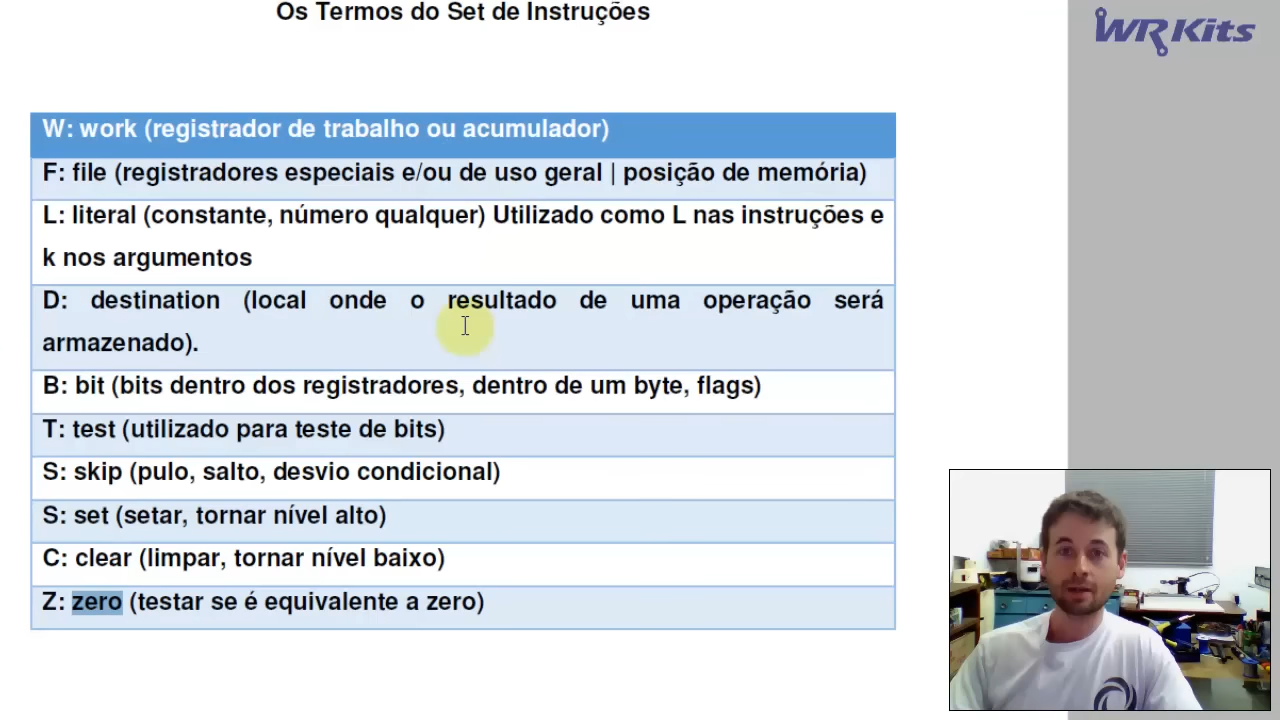 Os Termos do Set de Instruções
WR Kits
W: work (registrador de trabalho ou acumulador)
F: file (registradores especiais e/ou de uso geral | posição de memória)
L: literal (constante, número qualquer) Utilizado como L nas instruções e
k nos argumentos
D: destination (local onde o resultado de uma operação será
armazenado).
B: bit (bits dentro dos registradores, dentro de um byte, flags)
T: test (utilizado para teste de bits)
S: skip (pulo, salto, desvio condicional)
S: set (setar, tornar nível alto)
C: clear (limpar, tornar nível baixo)
Z: zero (testar se é equivalente a zero)